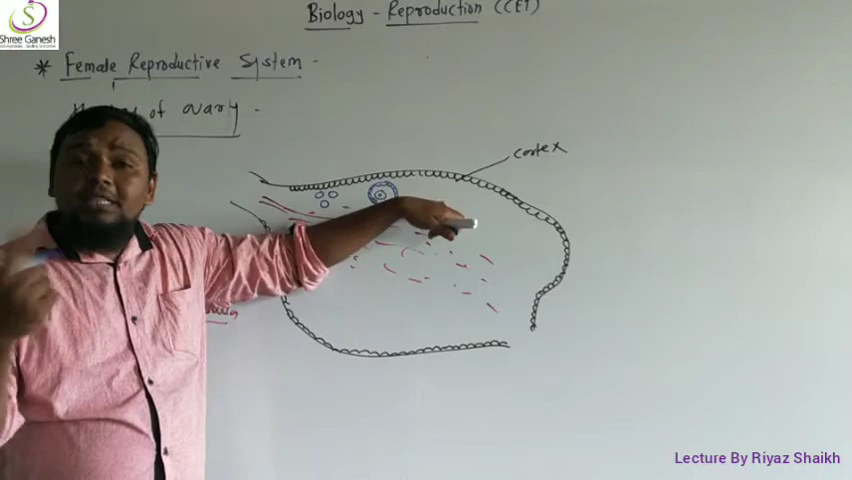 Biology - Reproduction (CET)
S
Shree Ganesh
* Female Reproductive System -
of ovary -
cortex
Lecture By Riyaz Shaikh